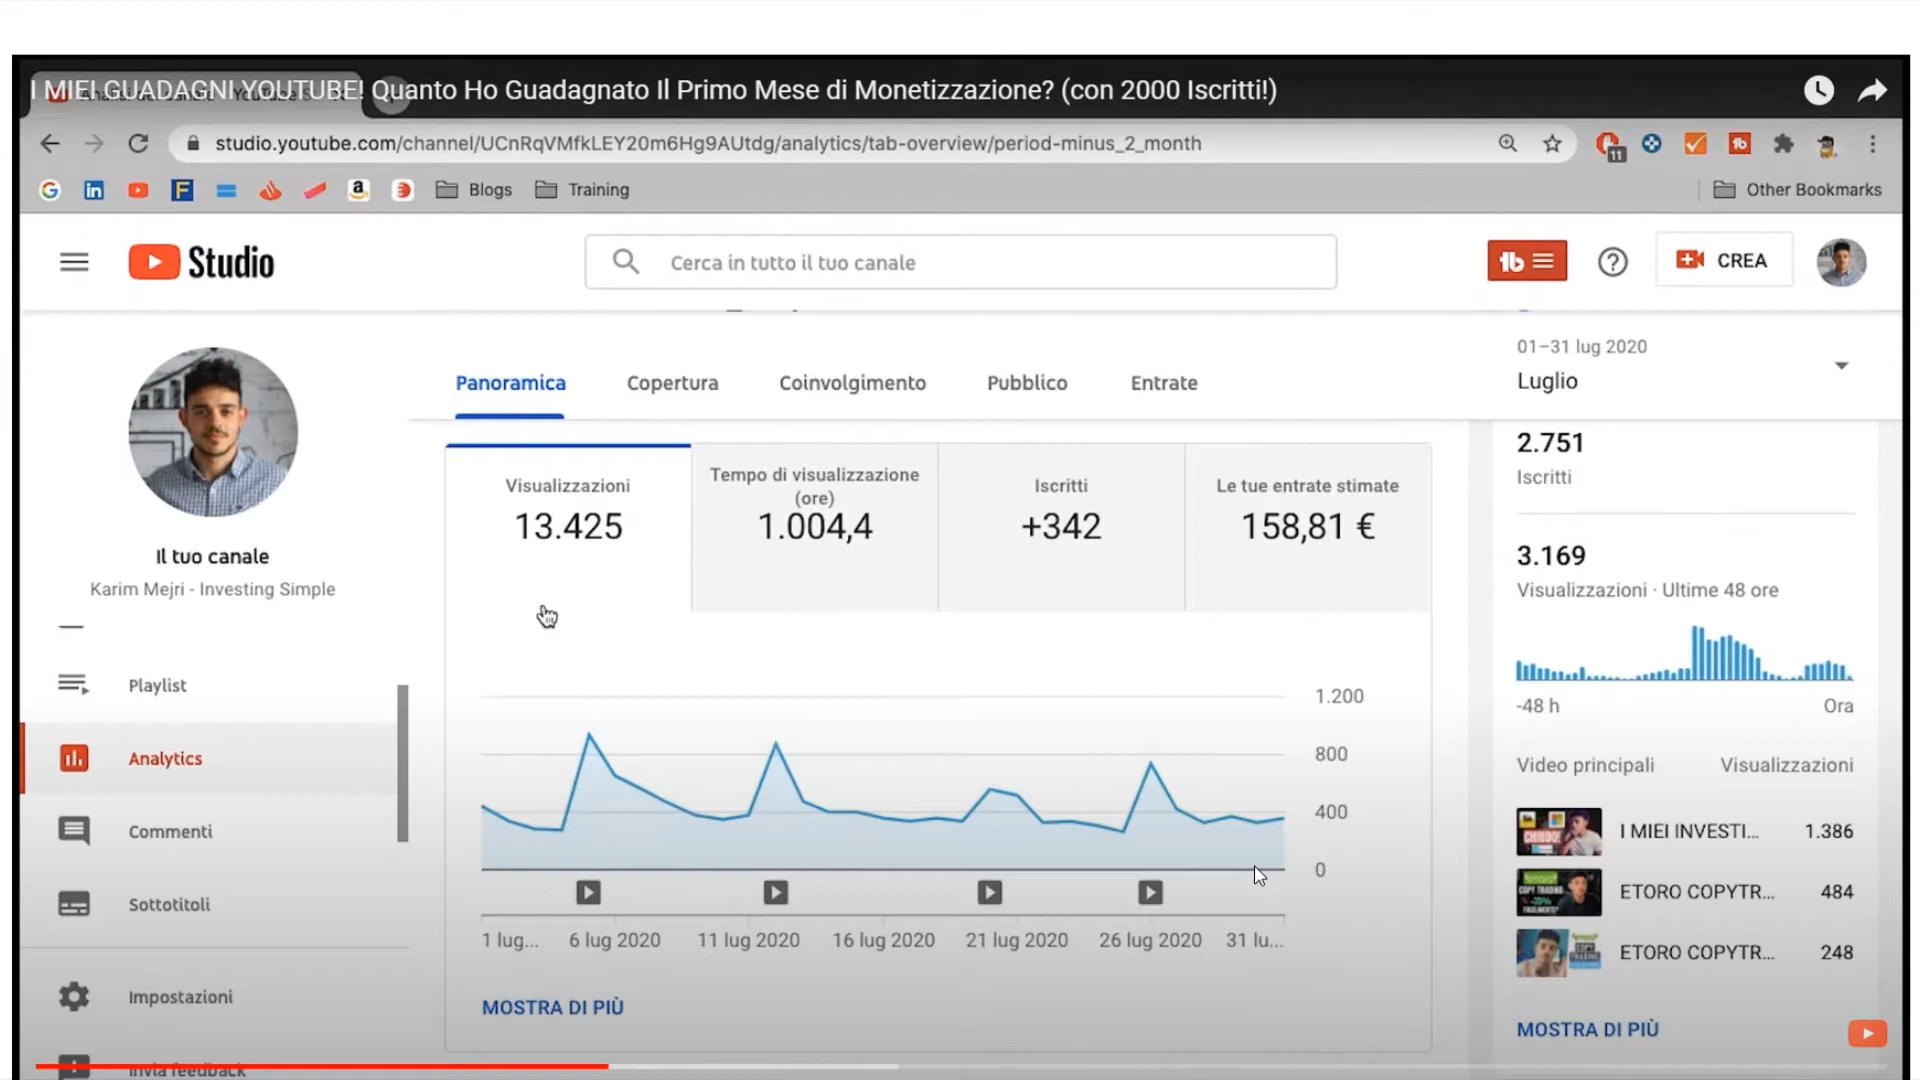 I MIEI GUADAGNI YOUTUBE! Quanto Ho Guadagnato Il Primo Mese di Monetizzazione? (con 2000 Iscritti!)
studio.youtube.com/channel/UCnRqVMfkLEY20m6Hg9AUtdg/analytics/tab-overview/period-minus_2_month
11
Blogs
Training
Other Bookmarks
Studio
Cerca in tutto il tuo canale
CREA
01–31 lug 2020
Luglio
Panoramica
Copertura
Coinvolgimento
Pubblico
Entrate
Il tuo canale
Karim Mejri - Investing Simple
Playlist
Analytics
Commenti
Sottotitoli
Impostazioni
Invia feedback
Visualizzazioni
13.425
Tempo di visualizzazione
(ore)
1.004,4
Iscritti
+342
Le tue entrate stimate
158,81 €
1.200
800
400
0
1 lug...
6 lug 2020
11 lug 2020
16 lug 2020
21 lug 2020
26 lug 2020
31 lu...
MOSTRA DI PIÙ
2.751
Iscritti
3.169
Visualizzazioni · Ultime 48 ore
-48 h
Ora
Video principali
Visualizzazioni
CHIUDO!
I MIEI INVESTI...
1.386
COPY TRADING
ETORO COPYTR...
484
ETORO COPYTR...
248
MOSTRA DI PIÙ